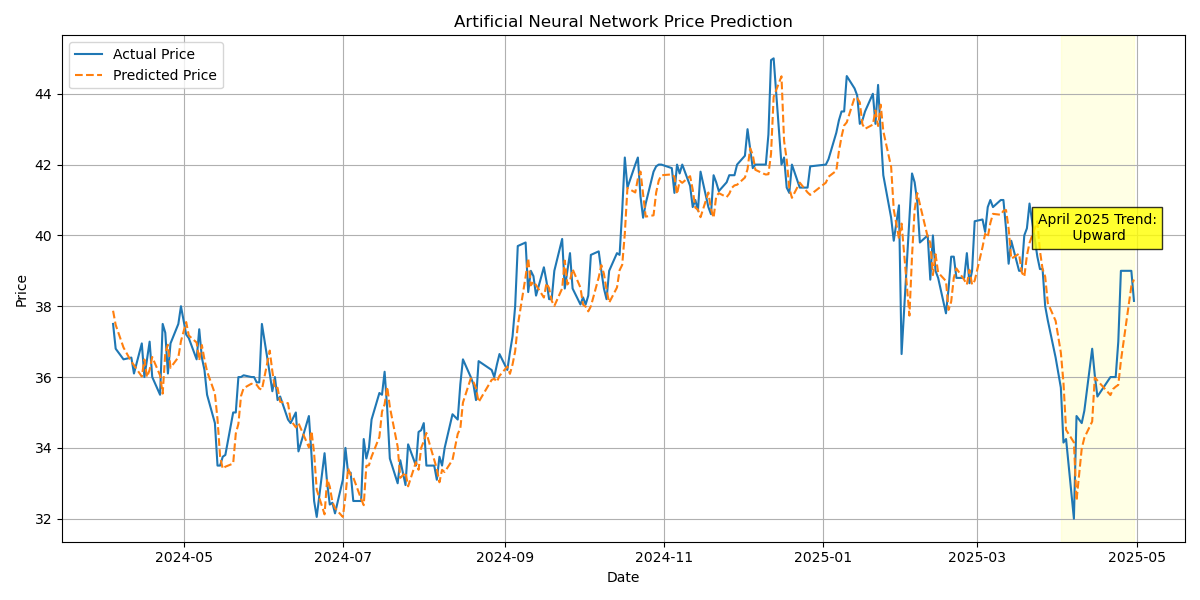 Artificial Neural Network Price Prediction
Actual Price
Predicted Price
April 2025 Trend:
Upward
Price
44
42
40
38
36
34
32
2024-05
2024-07
2024-09
2024-11
2025-01
2025-03
2025-05
Date